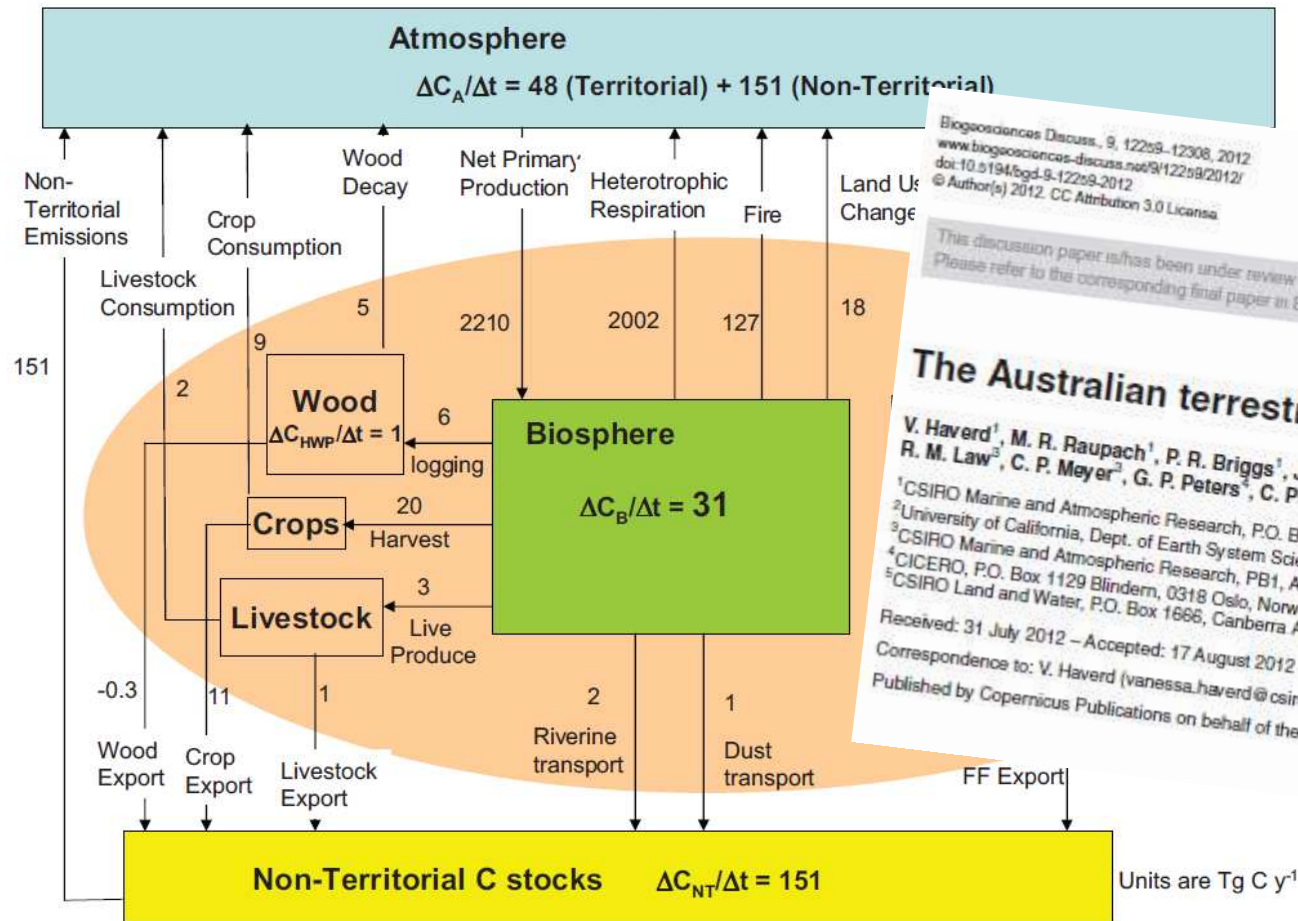 Atmosphere
ΔC_A/Δt = 48 (Territorial) + 151 (Non-Territorial)
Non-
Territorial
Emissions
Livestock
Consumption
Crop
Consumption
Wood
Decay
Net Primary
Production
Heterotrophic
Respiration
Fire
Land Us
Change
151
2
9
5
2210
2002
127
18
Wood
ΔC_HWP/Δt = 1
6
logging
Biosphere
ΔC_B/Δt = 31
Crops
20
Harvest
Livestock
3
Live
Produce
-0.3
11
1
2
1
Wood
Export
Crop
Export
Livestock
Export
Riverine
transport
Dust
transport
FF Export
Non-Territorial C stocks ΔC_NT/Δt = 151
Units are Tg C y⁻¹
Biogeosciences Discuss., 9, 12259–12308, 2012
www.biogeosciences-discuss.net/9/12259/2012/
doi:10.5194/bgd-9-12259-2012
© Author(s) 2012. CC Attribution 3.0 License.
This discussion paper is/has been under review
Please refer to the corresponding final paper in
The Australian terrest
V. Haverd¹, M. R. Raupach¹, P. R. Briggs¹,
R. M. Law³, C. P. Meyer³, G. P. Peters⁴, C. P
¹CSIRO Marine and Atmospheric Research, P.O. B
²University of California, Dept. of Earth System Scie
³CSIRO Marine and Atmospheric Research, PB1, A
⁴CICERO, P.O. Box 1129 Blindern, 0318 Oslo, Norw
⁵CSIRO Land and Water, P.O. Box 1666, Canberra A
Received: 31 July 2012 – Accepted: 17 August 2012
Correspondence to: V. Haverd (vanessa.haverd@csir
Published by Copernicus Publications on behalf of the